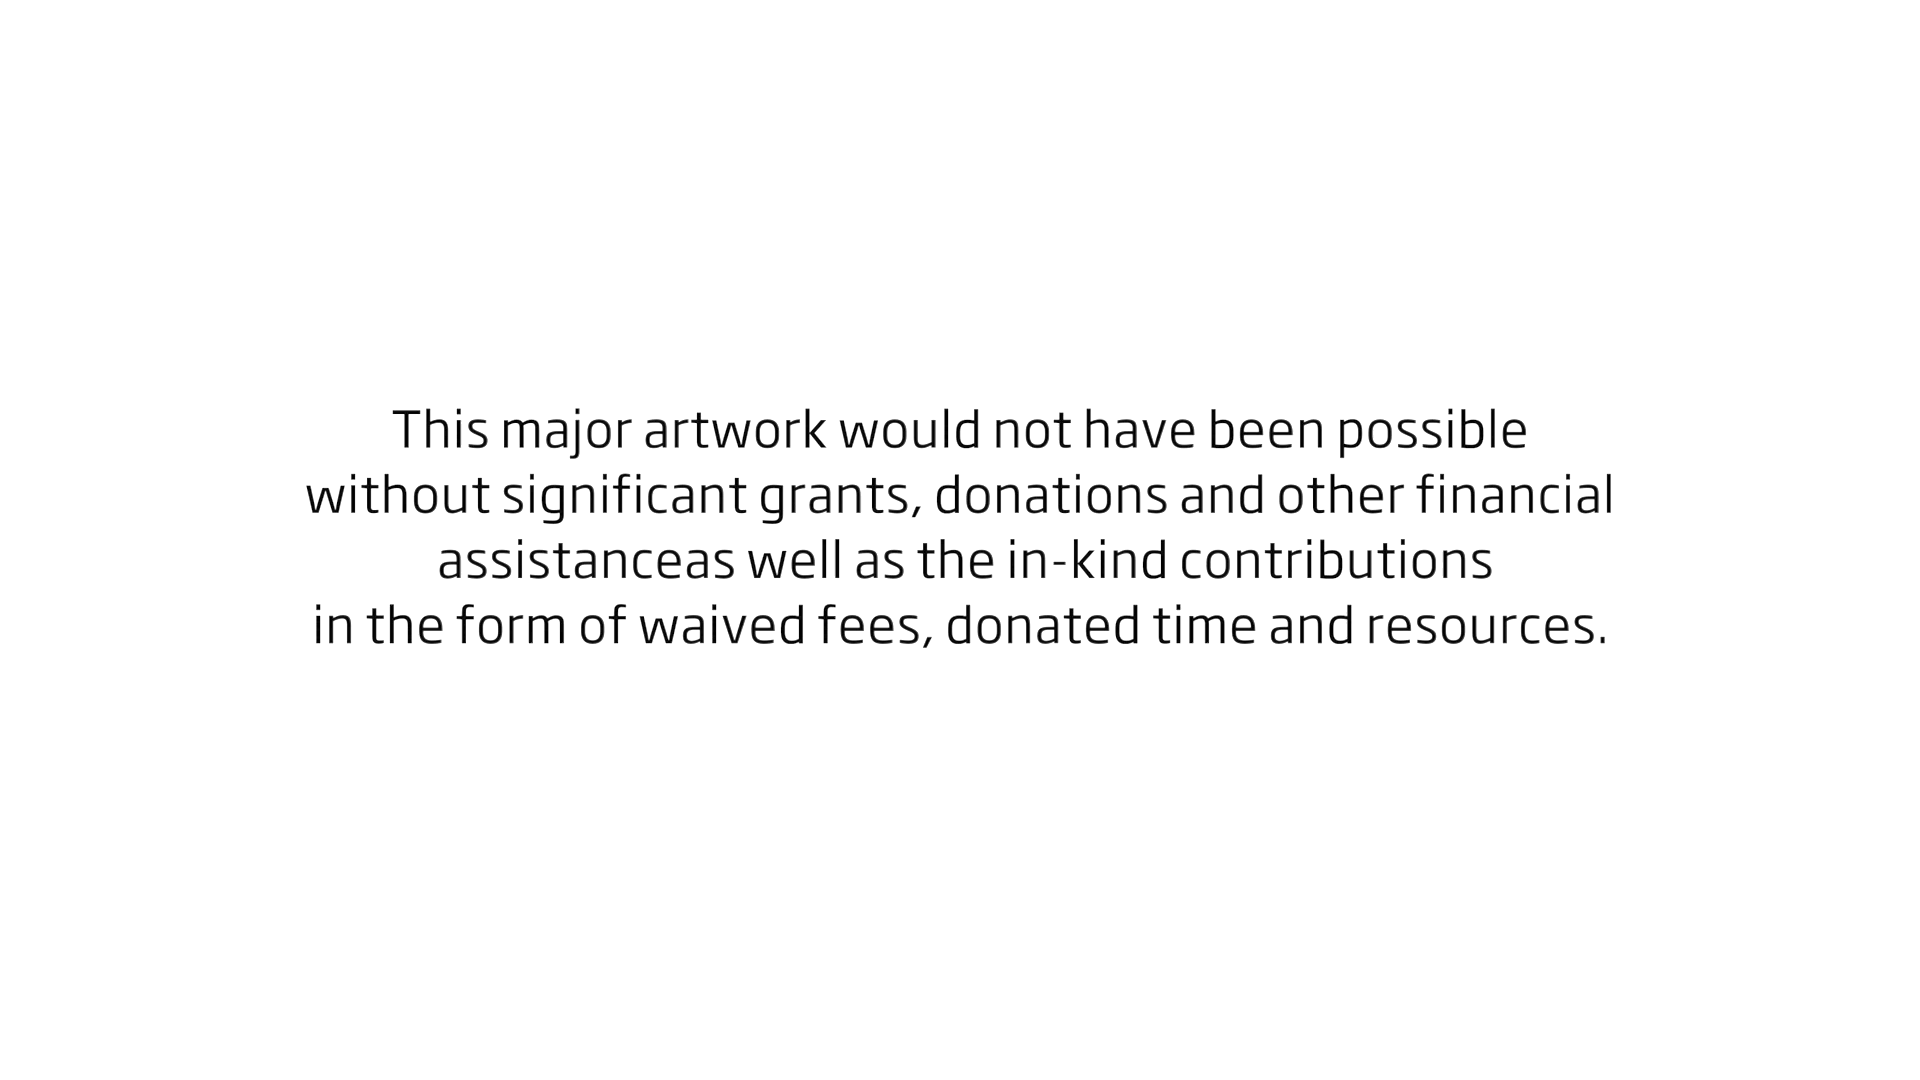 This major artwork would not have been possible
without significant grants, donations and other financial
assistanceas well as the in-kind contributions
in the form of waived fees, donated time and resources.